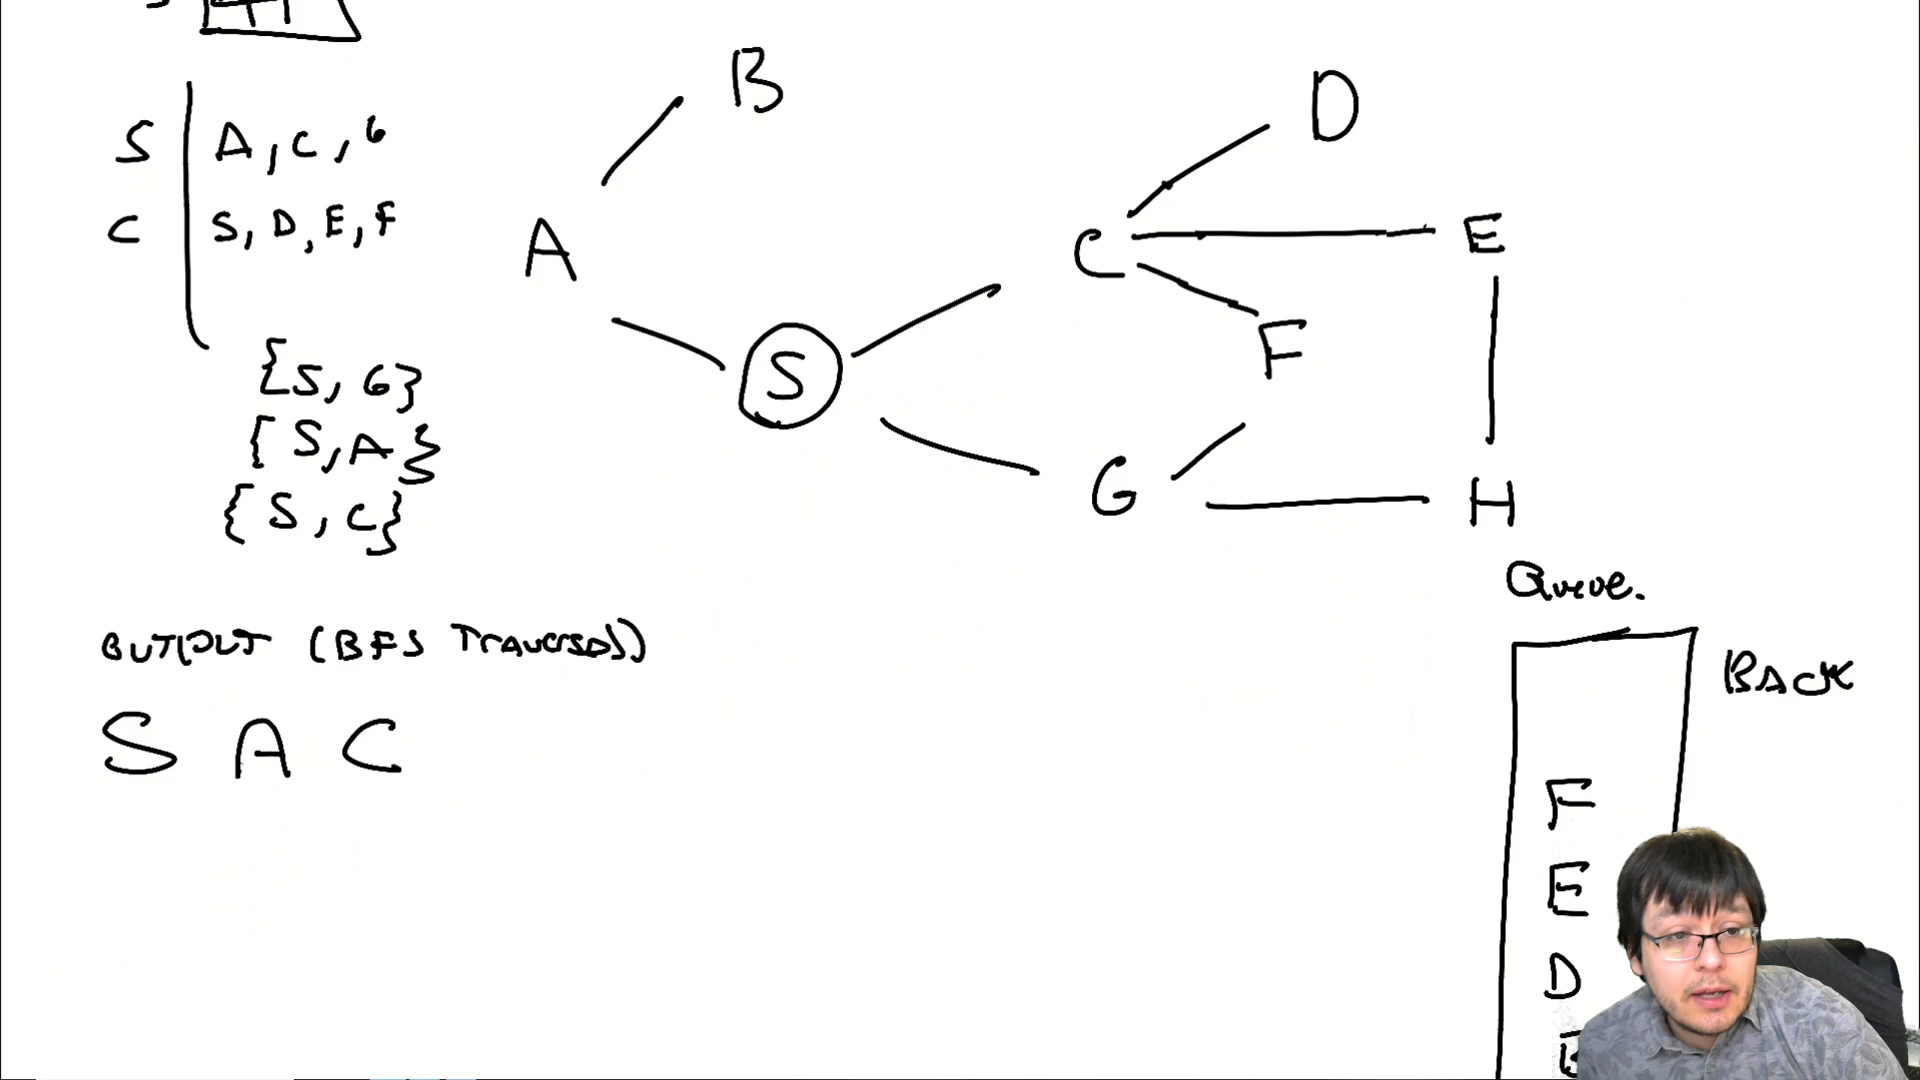 S A, C, G
C S, D, E, F
{S, G}
{S, A}
{S, C}
B
A
S
C
D
E
F
G
H
OUTPUT (BFS Traversal)
S A C
Queue.
BACK
F
E
D